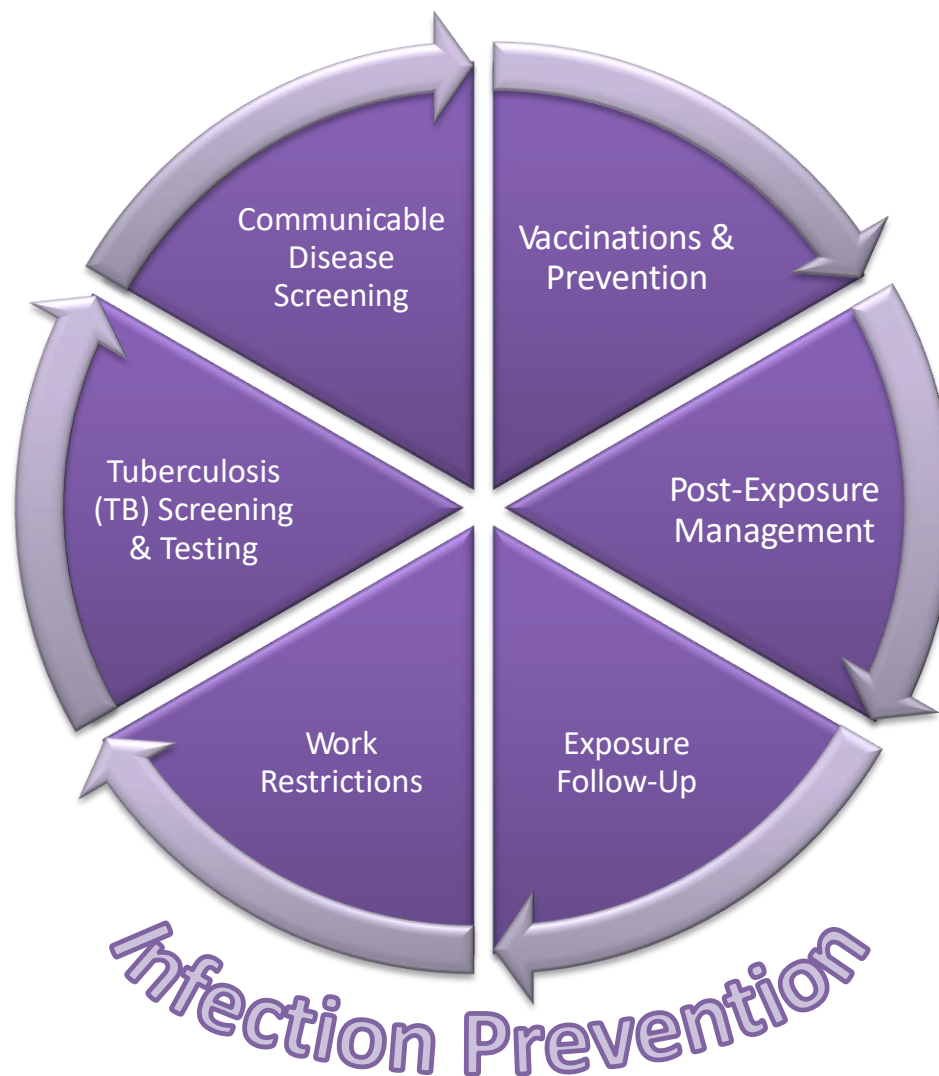 Communicable
Disease
Screening
Vaccinations &
Prevention
Tuberculosis
(TB) Screening
& Testing
Post-Exposure
Management
Work
Restrictions
Exposure
Follow-Up
Infection Prevention